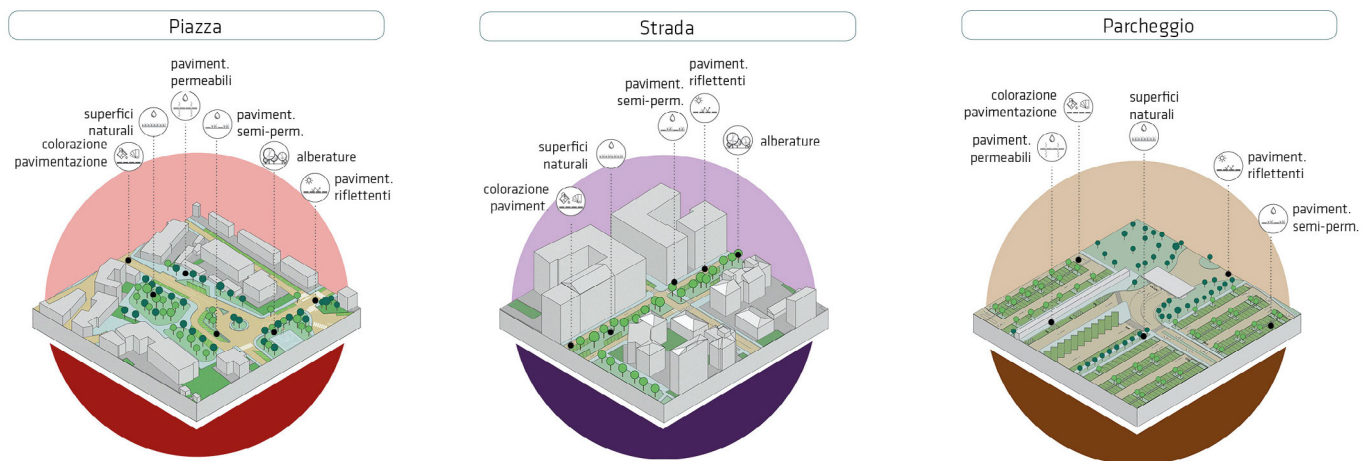 Piazza
paviment.
permeabili
superfici
naturali
paviment.
semi-perm.
colorazione
pavimentazione
alberature
paviment.
riflettenti
Strada
paviment.
riflettenti
paviment.
semi-perm.
superfici
naturali
alberature
colorazione
paviment
Parcheggio
colorazione
pavimentazione
superfici
naturali
paviment.
permeabili
paviment.
riflettenti
paviment.
semi-perm.